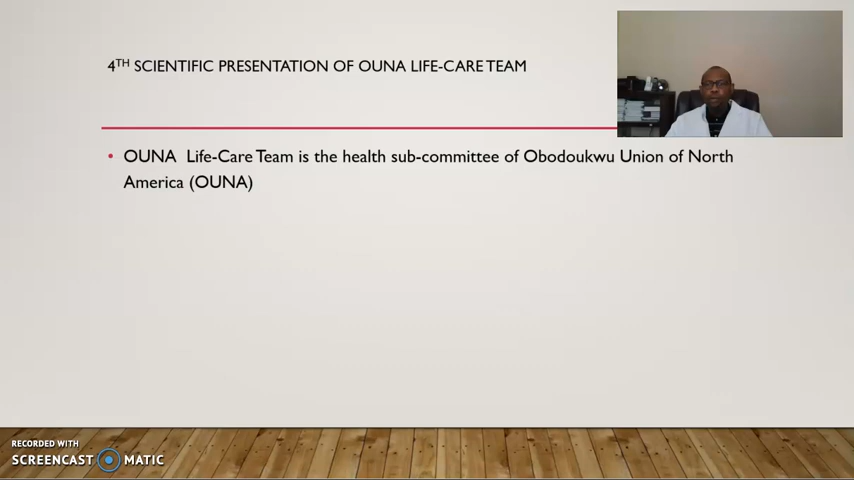 4TH SCIENTIFIC PRESENTATION OF OUNA LIFE-CARE TEAM
• OUNA Life-Care Team is the health sub-committee of Obodoukwu Union of North
America (OUNA)
RECORDED WITH
SCREENCAST MATIC